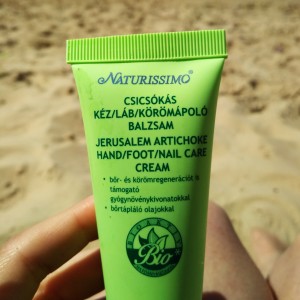 NATURISSIMO®
CSICSÓKÁS
KÉZ/LÁB/KÖRÖMÁPOLÓ
BALZSAM
JERUSALEM ARTICHOKE
HAND/FOOT/NAIL CARE
CREAM
• bőr- és körömregenerációt is
támogató
gyógynövénykivonatokkal
• bőrtápláló olajokkal
Bio